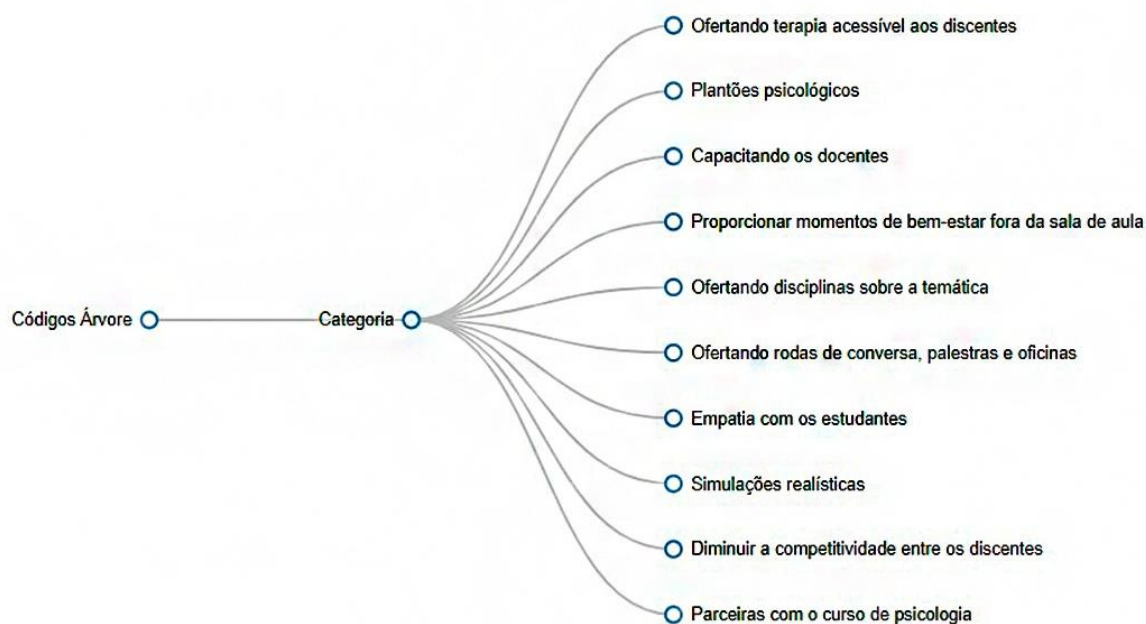 Ofertando terapia acessível aos discentes
Plantões psicológicos
Capacitando os docentes
Proporcionar momentos de bem-estar fora da sala de aula
Ofertando disciplinas sobre a temática
Códigos Árvore
Categoria
Ofertando rodas de conversa, palestras e oficinas
Empatia com os estudantes
Simulações realísticas
Diminuir a competitividade entre os discentes
Parceiras com o curso de psicologia